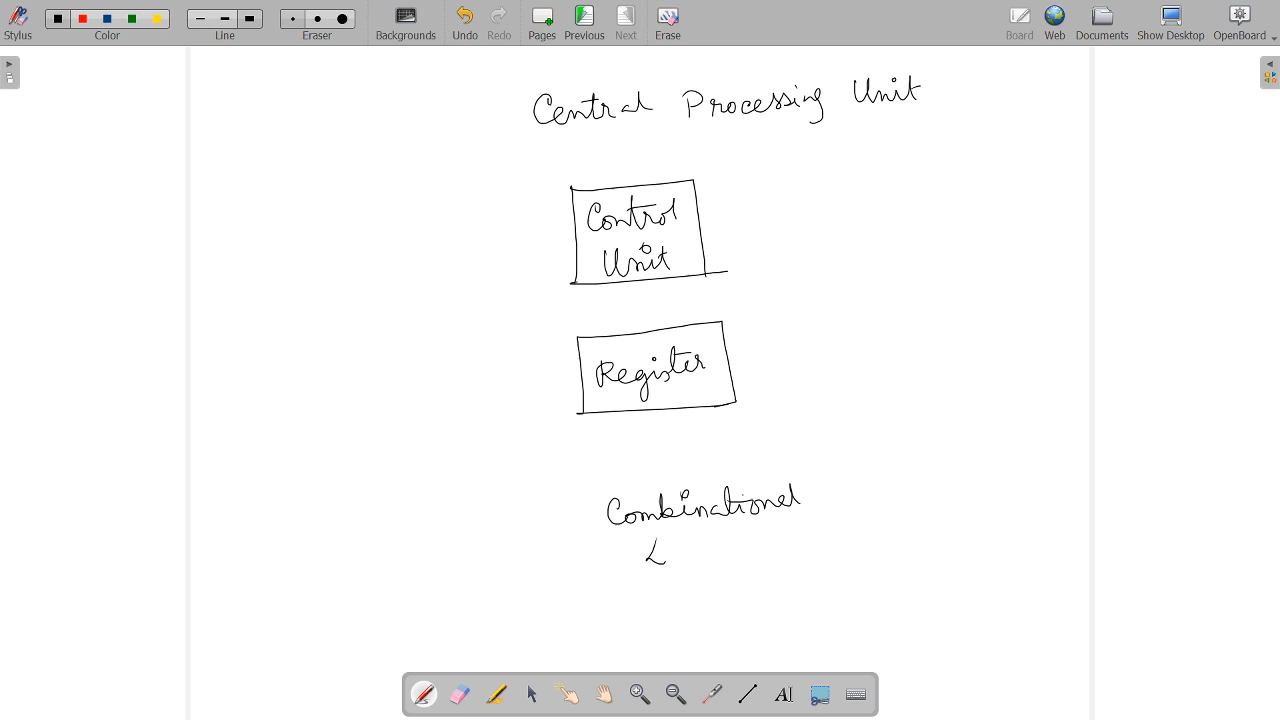 Stylus
Color
Line
Eraser
Backgrounds
Undo
Redo
Pages
Previous
Next
Erase
Board
Web
Documents
Show Desktop
OpenBoard
Central Processing Unit
Control
Unit
Register
Combinational
L